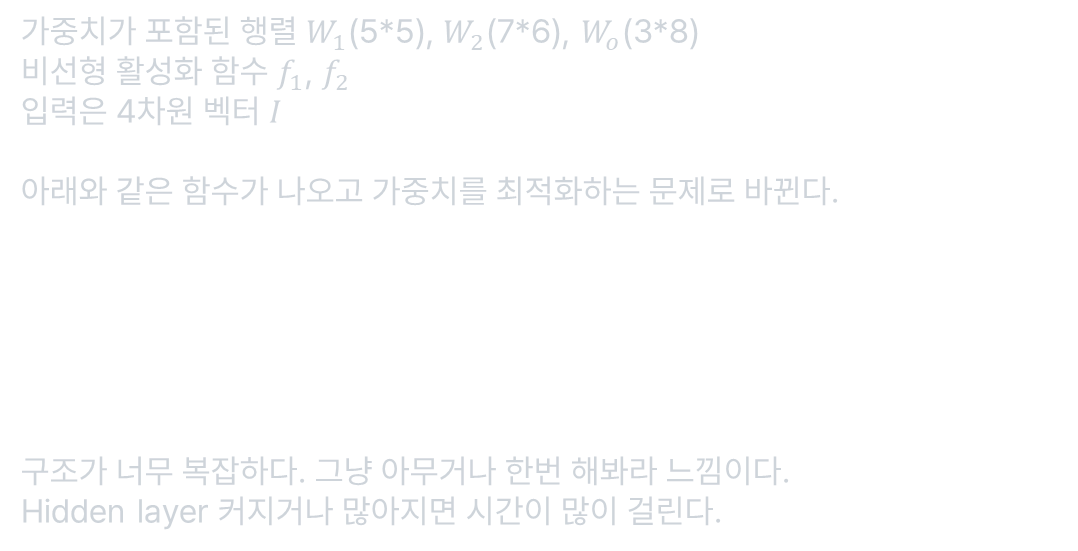 가중치가 포함된 행렬 W₁(5*5), W₂(7*6), Wₒ(3*8)
비선형 활성화 함수 f₁, f₂
입력은 4차원 벡터 I
아래와 같은 함수가 나오고 가중치를 최적화하는 문제로 바뀐다.
구조가 너무 복잡하다. 그냥 아무거나 한번 해봐라 느낌이다.
Hidden layer 커지거나 많아지면 시간이 많이 걸린다.